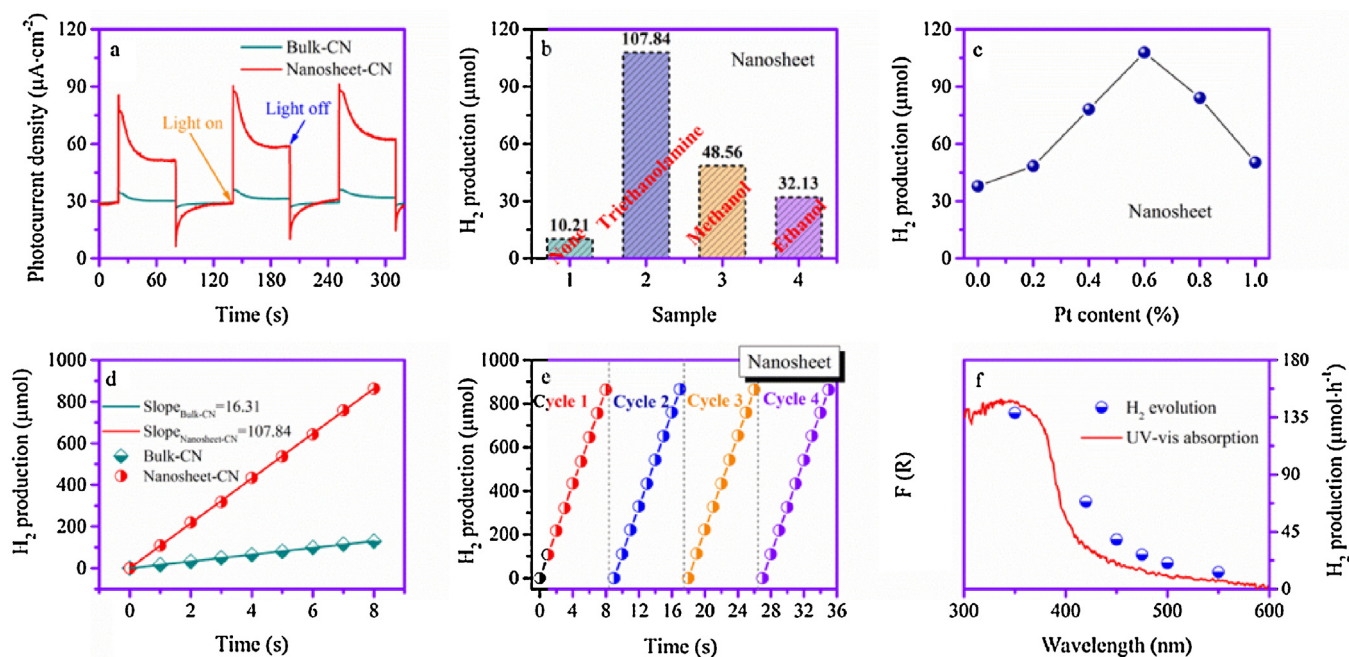 a
Bulk-CN
Nanosheet-CN
Light on
Light off
Photocurrent density (μA·cm⁻²)
0
30
60
90
120
0 60 120 180 240 300
Time (s)
b
Nanosheet
107.84
48.56
32.13
10.21
None
Triethanolamine
Methanol
Ethanol
H₂ production (μmol)
0
30
60
90
120
1 2 3 4
Sample
c
Nanosheet
H₂ production (μmol)
0
30
60
90
120
0.0 0.2 0.4 0.6 0.8 1.0
Pt content (%)
d
Slope Bulk-CN=16.31
Slope Nanosheet-CN=107.84
Bulk-CN
Nanosheet-CN
H₂ production (μmol)
0
200
400
600
800
1000
0 2 4 6 8
Time (s)
e
Nanosheet
Cycle 1 Cycle 2 Cycle 3 Cycle 4
H₂ production (μmol)
0
200
400
600
800
1000
0 4 8 12 16 20 24 28 32 36
Time (s)
f
H₂ evolution
UV-vis absorption
F (R)
H₂ production (μmol·h⁻¹)
0
45
90
135
180
300 400 500 600
Wavelength (nm)